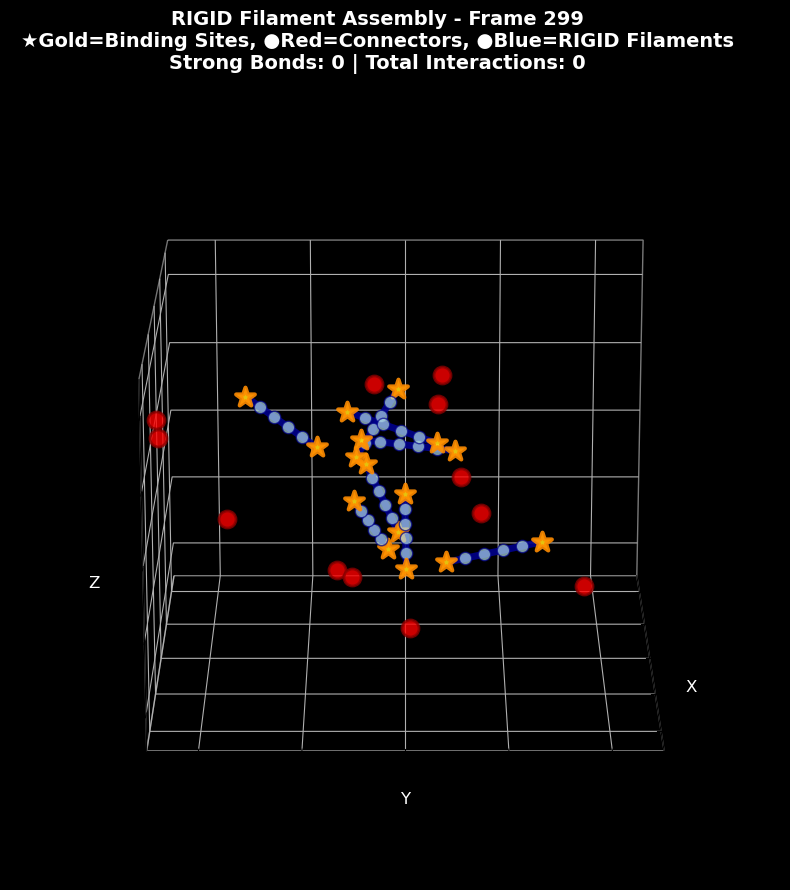 RIGID Filament Assembly - Frame 299
★Gold=Binding Sites, ●Red=Connectors, ●Blue=RIGID Filaments
Strong Bonds: 0 | Total Interactions: 0
Z
X
Y